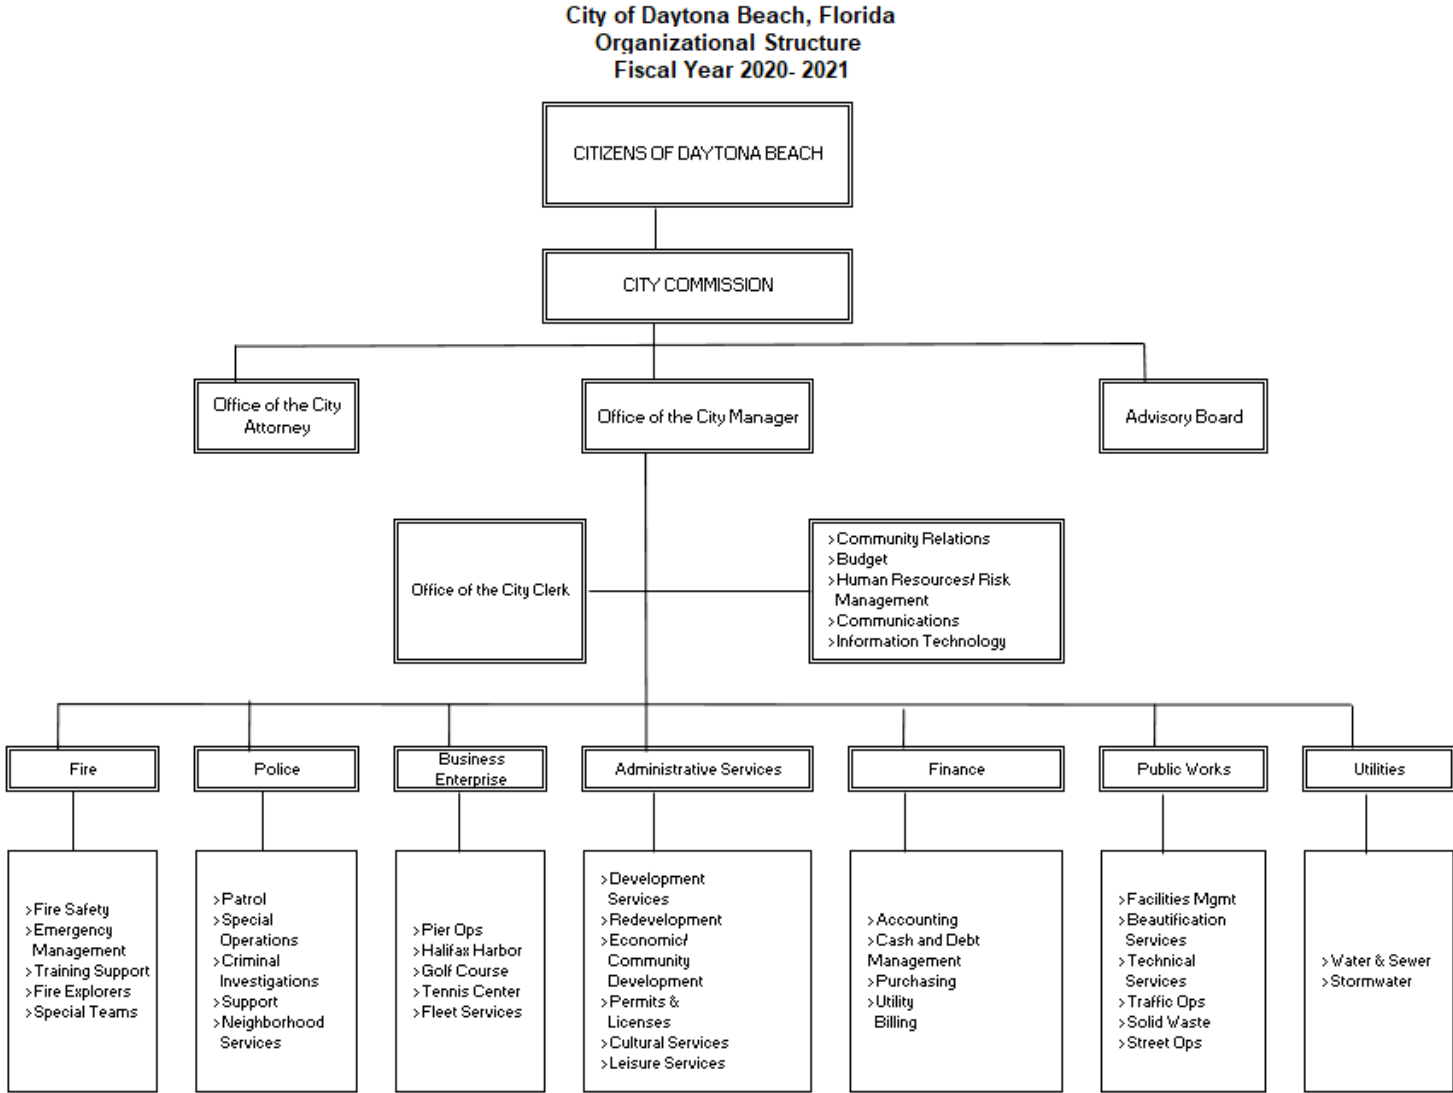 City of Daytona Beach, Florida
Organizational Structure
Fiscal Year 2020- 2021
CITIZENS OF DAYTONA BEACH
CITY COMMISSION
Office of the City
Attorney
Office of the City Manager
Advisory Board
Office of the City Clerk
>Community Relations
>Budget
>Human Resources/ Risk
Management
>Communications
>Information Technology
Fire
Police
Business
Enterprise
Administrative Services
Finance
Public Works
Utilities
>Fire Safety
>Emergency
Management
>Training Support
>Fire Explorers
>Special Teams
>Patrol
>Special
Operations
>Criminal
Investigations
>Support
>Neighborhood
Services
>Pier Ops
>Halifax Harbor
>Golf Course
>Tennis Center
>Fleet Services
>Development
Services
>Redevelopment
>Economic/
Community
Development
>Permits &
Licenses
>Cultural Services
>Leisure Services
>Accounting
>Cash and Debt
Management
>Purchasing
>Utility
Billing
>Facilities Mgmt
>Beautification
Services
>Technical
Services
>Traffic Ops
>Solid Waste
>Street Ops
>Water & Sewer
>Stormwater